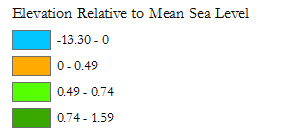 Elevation Relative to Mean Sea Level
-13.30 - 0
0 - 0.49
0.49 - 0.74
0.74 - 1.59